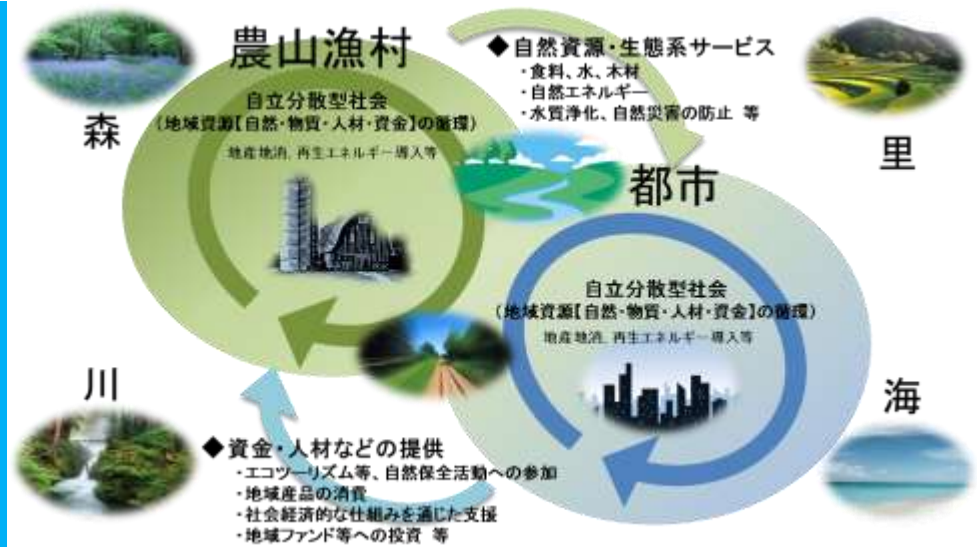 農山漁村
森
自立分散型社会
(地域資源【自然・物質・人材・資金】の循環)
地産地消、再生エネルギー導入等
◆自然資源・生態系サービス
・食料、水、木材
・自然エネルギー
・水質浄化、自然災害の防止 等
里
都市
自立分散型社会
(地域資源【自然・物質・人材・資金】の循環)
地産地消、再生エネルギー導入等
川
海
◆資金・人材などの提供
・エコツーリズム等、自然保全活動への参加
・地域産品の消費
・社会経済的な仕組みを通じた支援
・地域ファンド等への投資 等